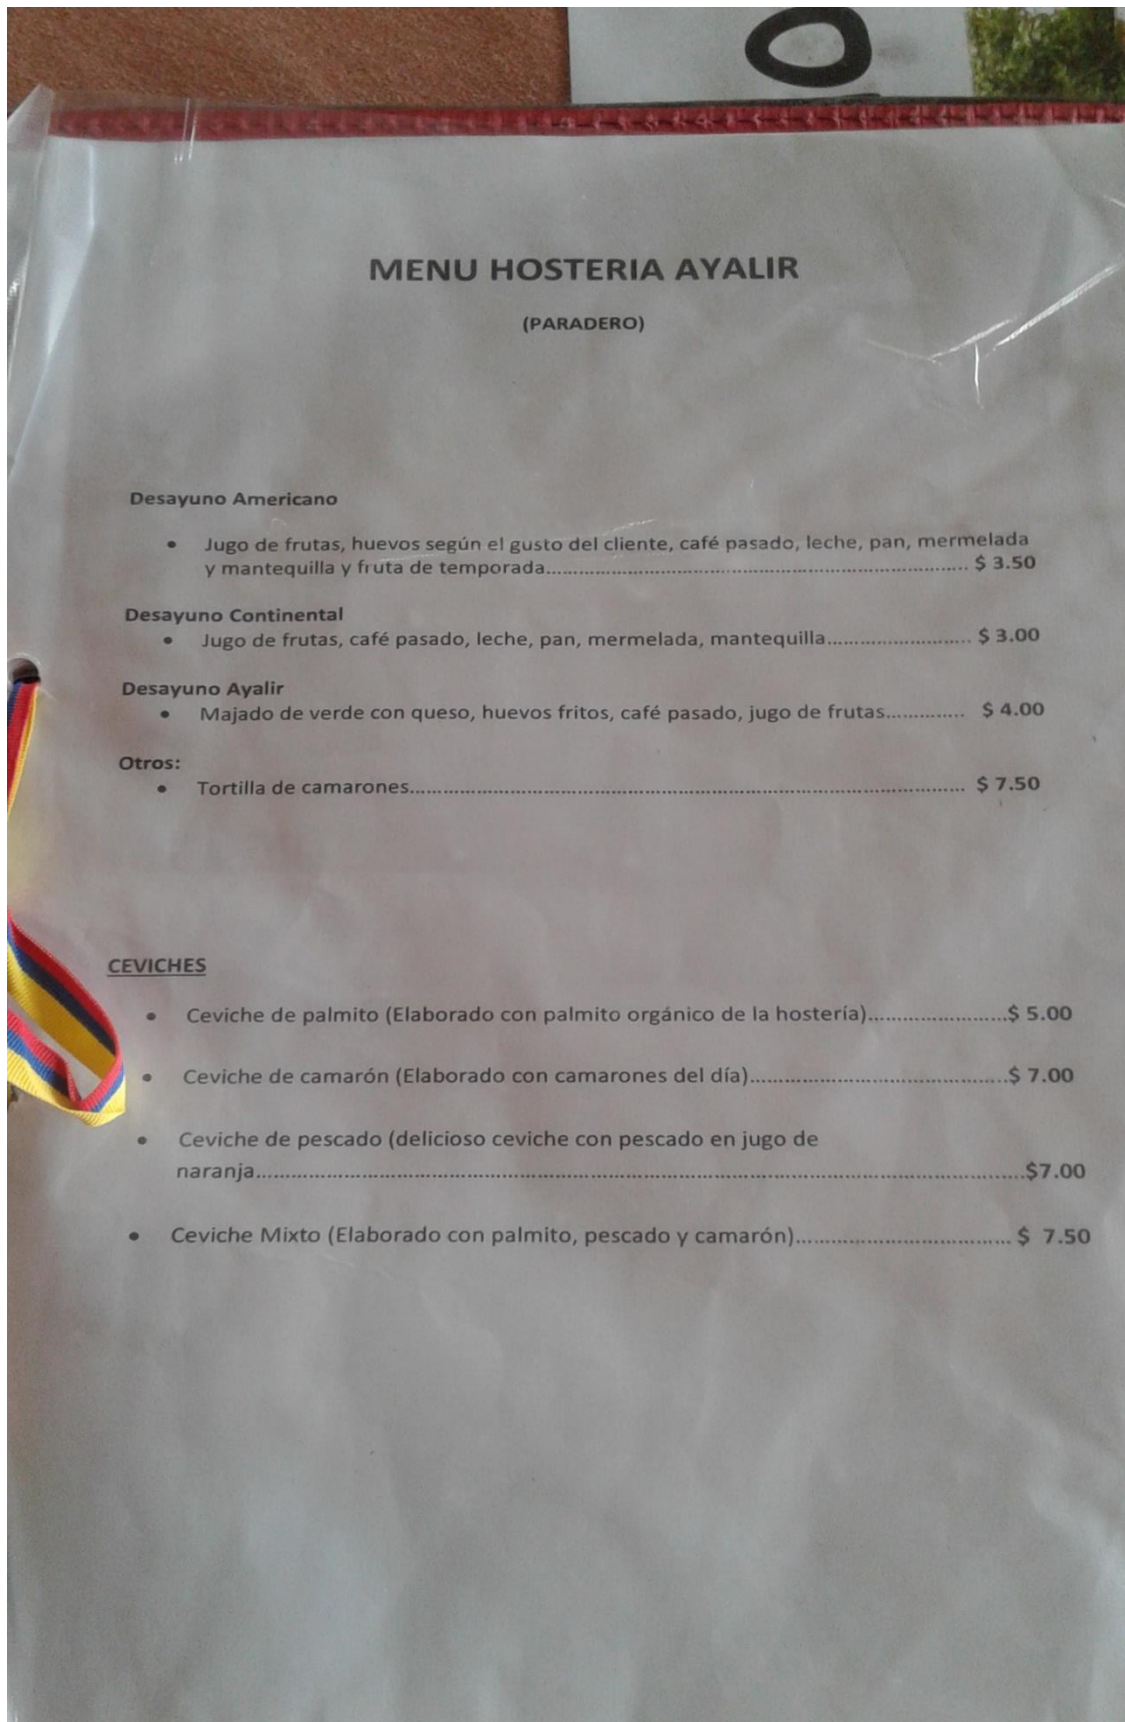 O
MENU HOSTERIA AYALIR
(PARADERO)
Desayuno Americano
• Jugo de frutas, huevos según el gusto del cliente, café pasado, leche, pan, mermelada
y mantequilla y fruta de temporada.................................................................................. $ 3.50
Desayuno Continental
• Jugo de frutas, café pasado, leche, pan, mermelada, mantequilla........................... $ 3.00
Desayuno Ayalir
• Majado de verde con queso, huevos fritos, café pasado, jugo de frutas.............. $ 4.00
Otros:
• Tortilla de camarones......................................................................................................... $ 7.50
CEVICHES
• Ceviche de palmito (Elaborado con palmito orgánico de la hostería).........................$ 5.00
• Ceviche de camarón (Elaborado con camarones del día)..........................................$ 7.00
• Ceviche de pescado (delicioso ceviche con pescado en jugo de
naranja.............................................................................................................................$7.00
• Ceviche Mixto (Elaborado con palmito, pescado y camarón).................................. $ 7.50